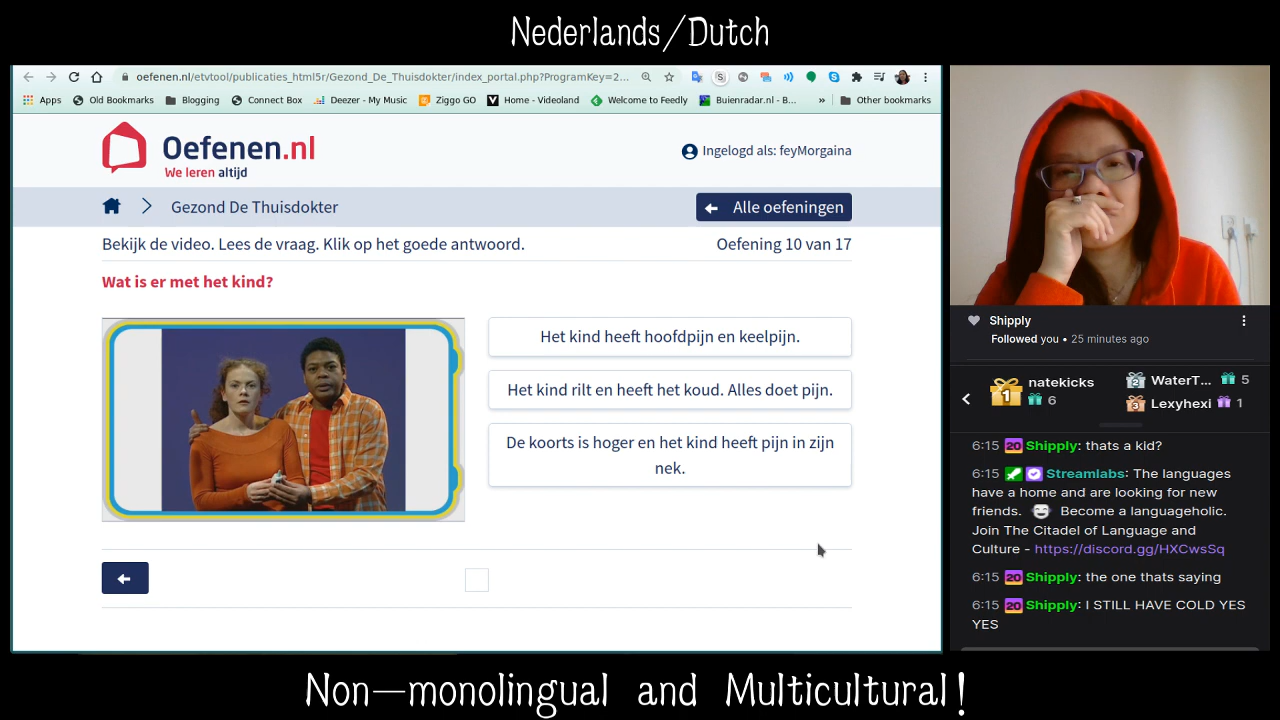 Nederlands/Dutch
oefenen.nl/etvtool/publicaties_html5r/Gezond_De_Thuisdokter/index_portal.php?ProgramKey=2...
Apps
Old Bookmarks
Blogging
Connect Box
Deezer - My Music
Ziggo GO
Home - Videoland
Welcome to Feedly
Buienradar.nl - B...
»
Other bookmarks
Oefenen.nl
We leren altijd
Ingelogd als: feyMorgaina
Gezond De Thuisdokter
Alle oefeningen
Bekijk de video. Lees de vraag. Klik op het goede antwoord.
Oefening 10 van 17
Wat is er met het kind?
Het kind heeft hoofdpijn en keelpijn.
Het kind rilt en heeft het koud. Alles doet pijn.
De koorts is hoger en het kind heeft pijn in zijn
nek.
Shipply
Followed you • 25 minutes ago
1
natekicks
6
2
WaterT...
5
3
Lexyhexi
1
6:15 20 Shipply: thats a kid?
6:15 Streamlabs: The languages
have a home and are looking for new
friends. Become a languageholic.
Join The Citadel of Language and
Culture - https://discord.gg/HXCwsSq
6:15 20 Shipply: the one thats saying
6:15 20 Shipply: I STILL HAVE COLD YES
YES
Non-monolingual and Multicultural!